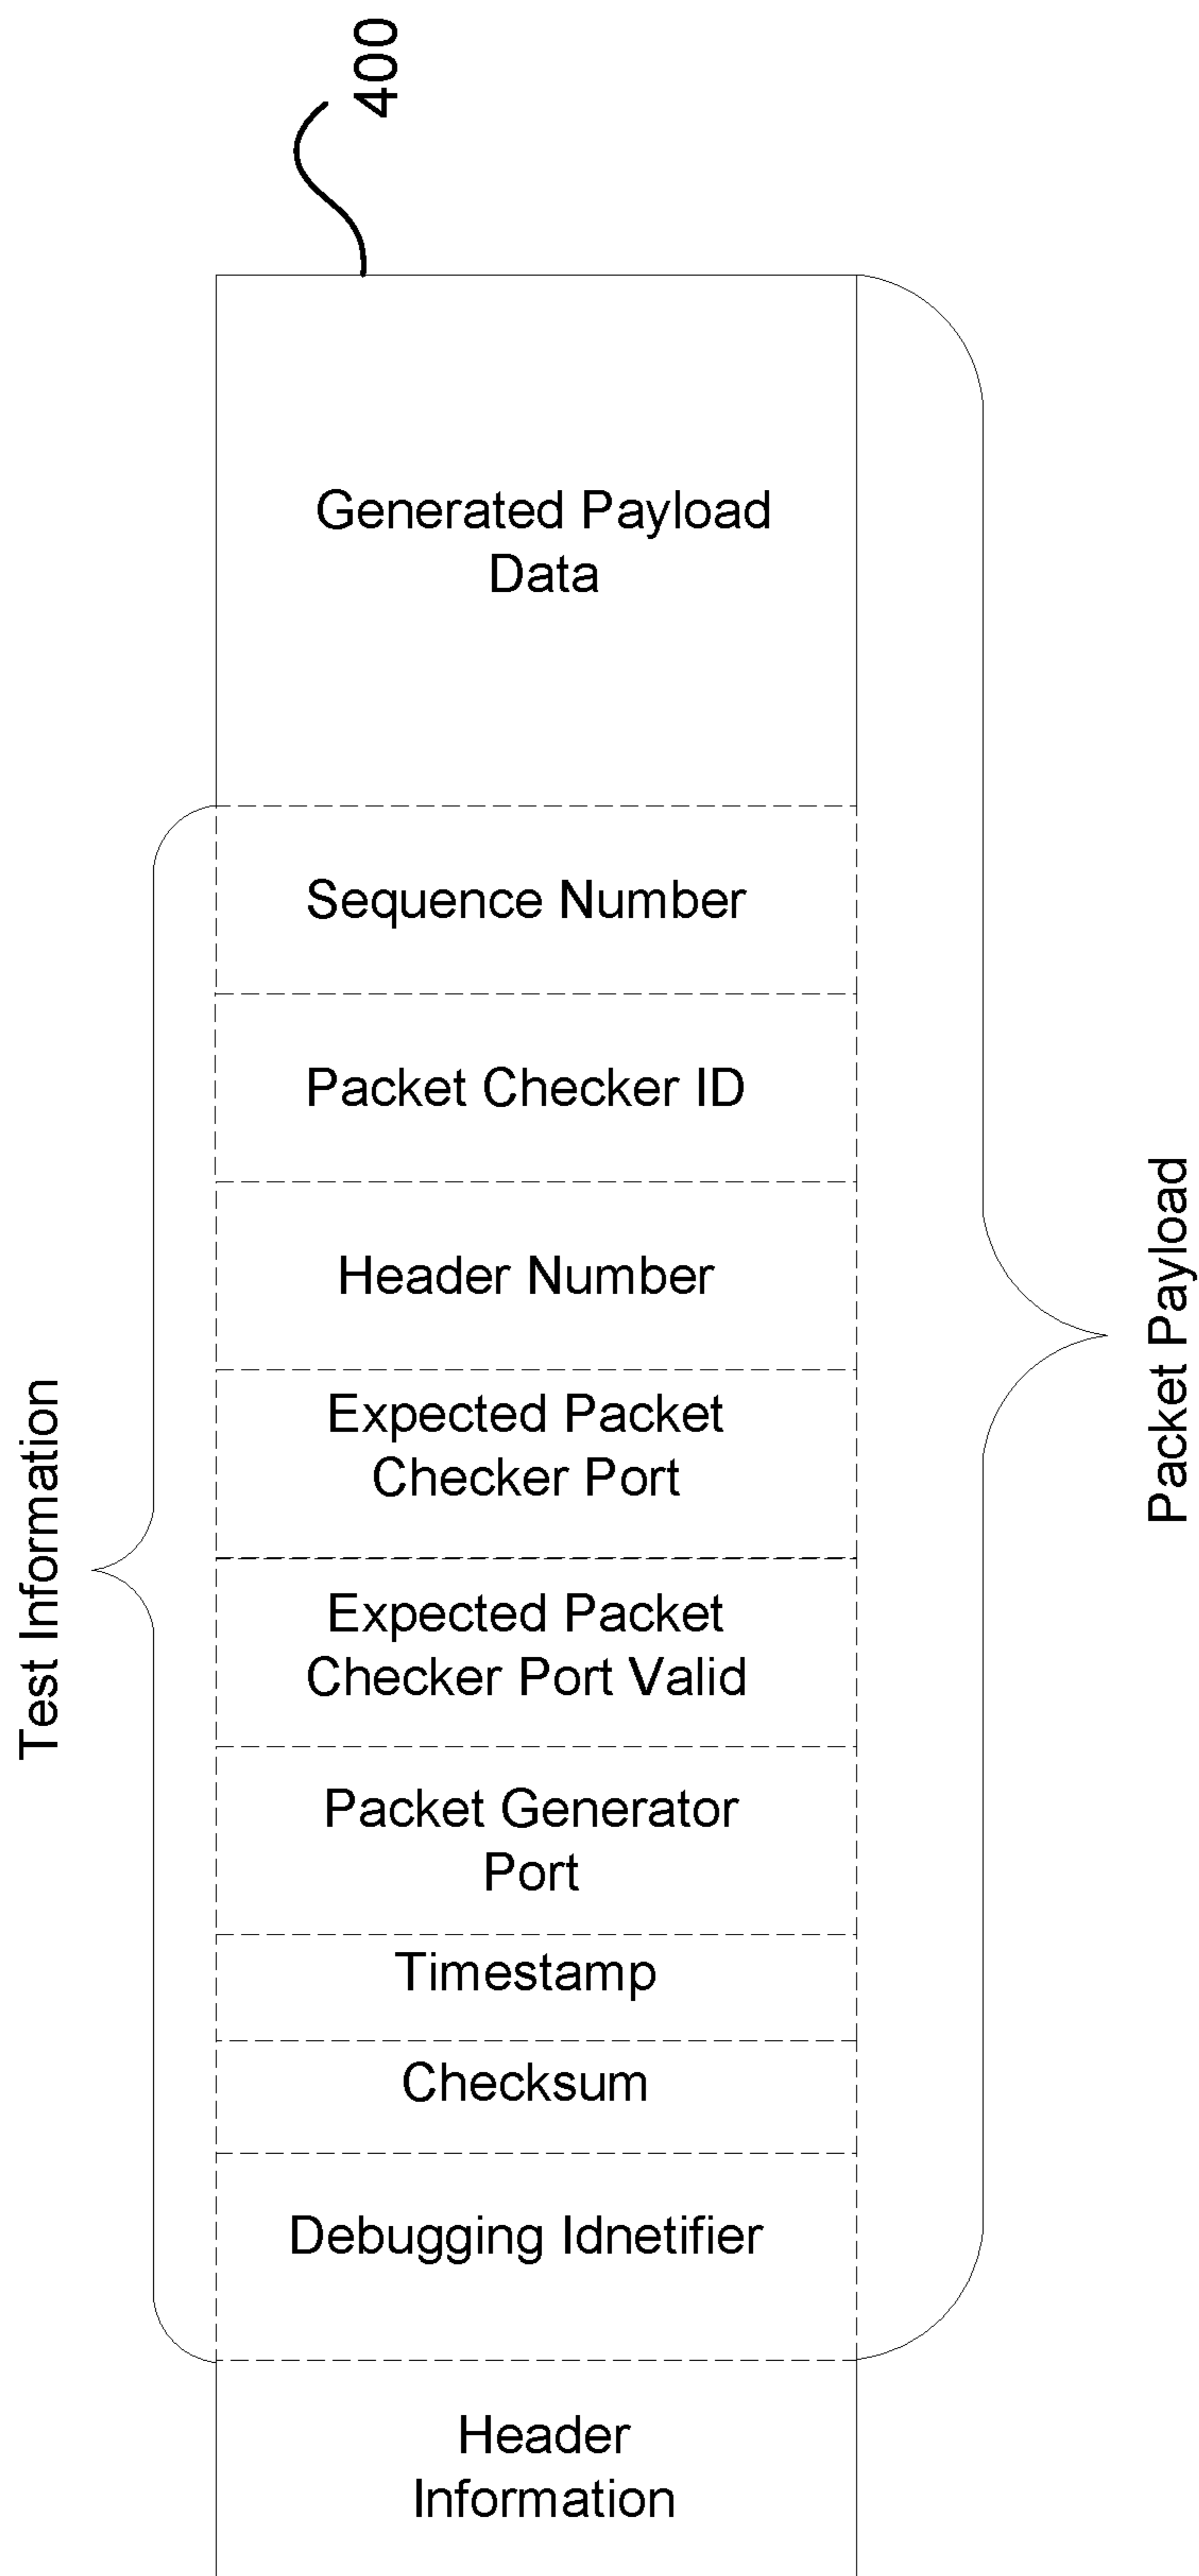 400
Generated Payload
Data
Sequence Number
Packet Checker ID
Header Number
Expected Packet
Checker Port
Expected Packet
Checker Port Valid
Packet Generator
Port
Timestamp
Checksum
Debugging Idnetifier
Header
Information
Test Information
Packet Payload